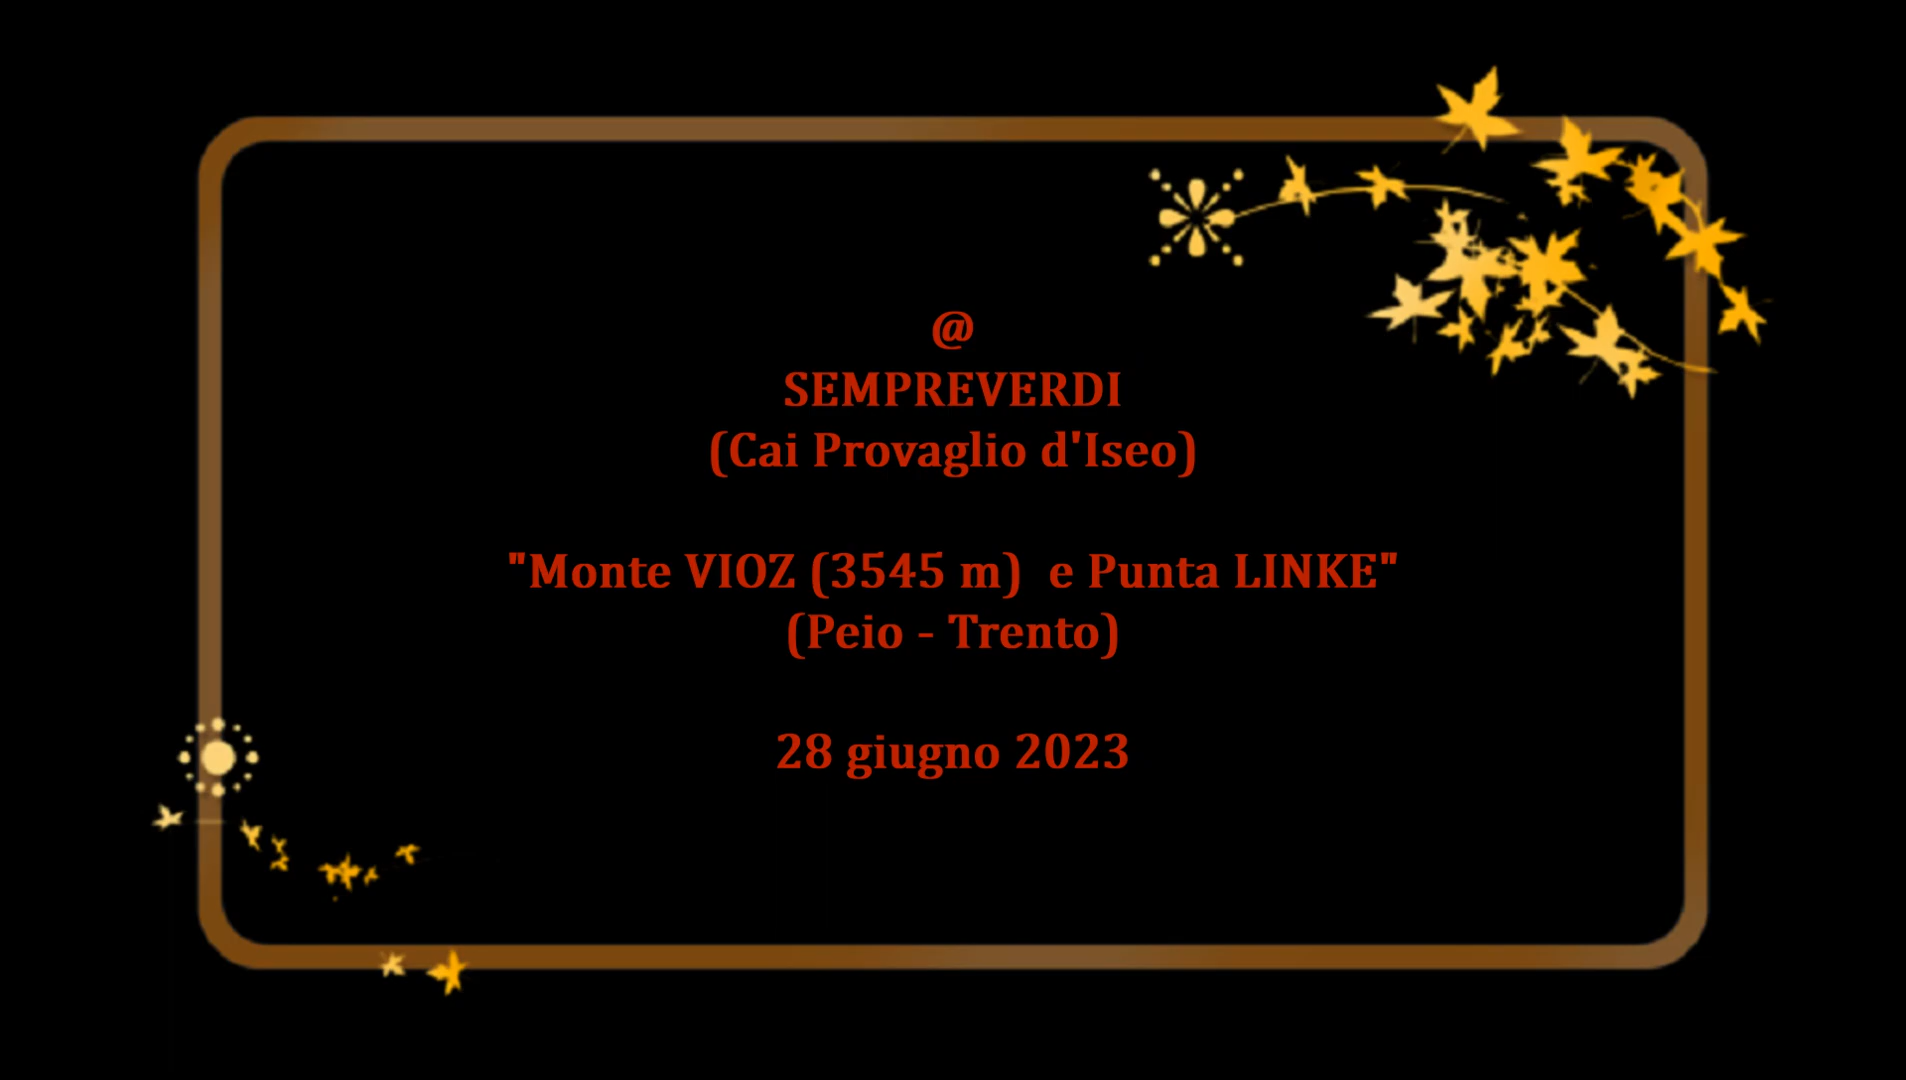 @
SEMPREVERDI
(Cai Provaglio d'Iseo)
"Monte VIOZ (3545 m)  e Punta LINKE"
(Peio - Trento)
28 giugno 2023